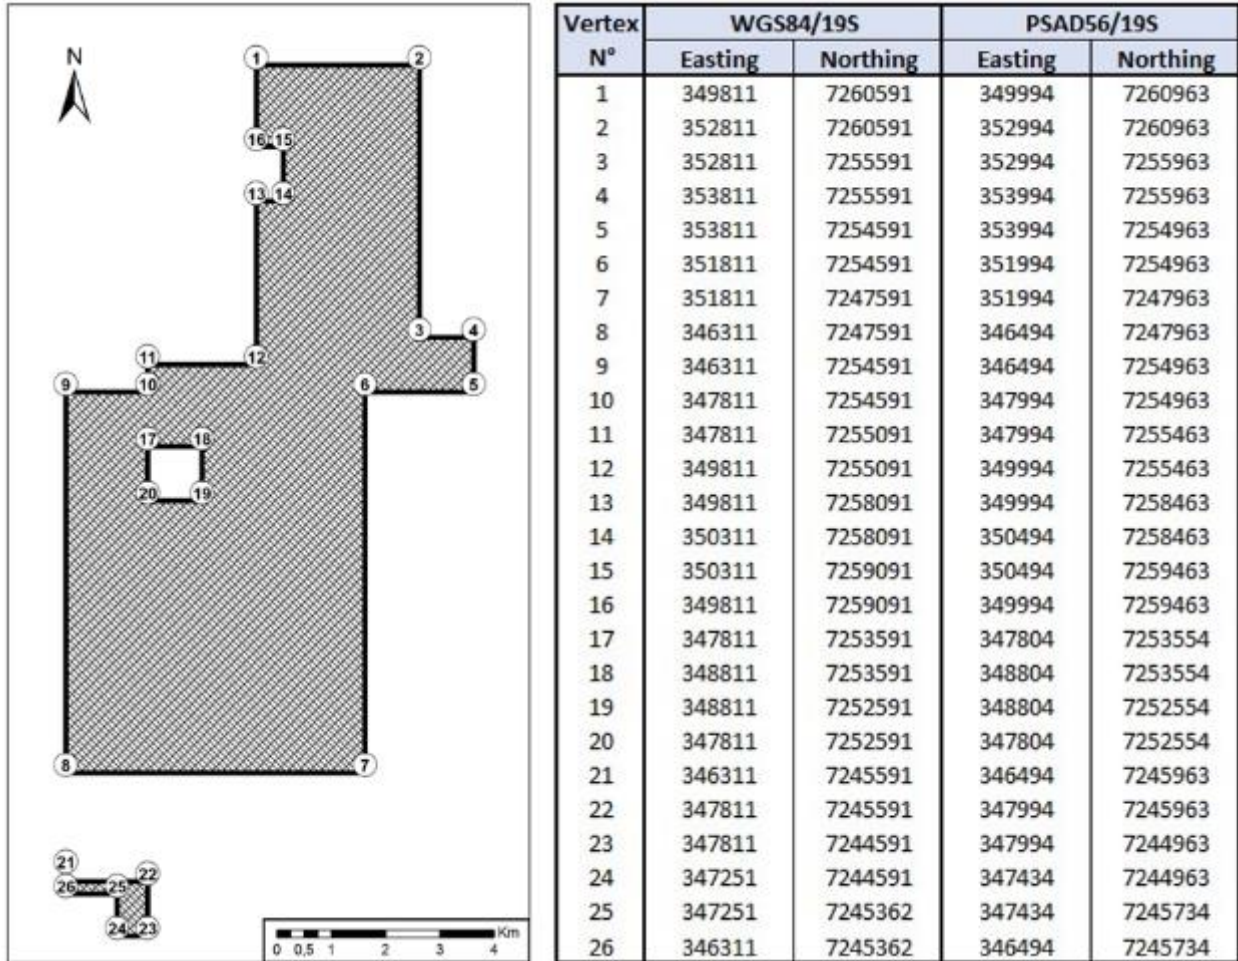 N
1 2
16 15
13 14
3 4
11 12
9 10 6 5
17 18
20 19
8 7
21 22
26 25
24 23
Km
0 0,5 1 2 3 4
Vertex WGS84/19S PSAD56/19S
N° Easting Northing Easting Northing
1 349811 7260591 349994 7260963
2 352811 7260591 352994 7260963
3 352811 7255591 352994 7255963
4 353811 7255591 353994 7255963
5 353811 7254591 353994 7254963
6 351811 7254591 351994 7254963
7 351811 7247591 351994 7247963
8 346311 7247591 346494 7247963
9 346311 7254591 346494 7254963
10 347811 7254591 347994 7254963
11 347811 7255091 347994 7255463
12 349811 7255091 349994 7255463
13 349811 7258091 349994 7258463
14 350311 7258091 350494 7258463
15 350311 7259091 350494 7259463
16 349811 7259091 349994 7259463
17 347811 7253591 347804 7253554
18 348811 7253591 348804 7253554
19 348811 7252591 348804 7252554
20 347811 7252591 347804 7252554
21 346311 7245591 346494 7245963
22 347811 7245591 347994 7245963
23 347811 7244591 347994 7244963
24 347251 7244591 347434 7244963
25 347251 7245362 347434 7245734
26 346311 7245362 346494 7245734